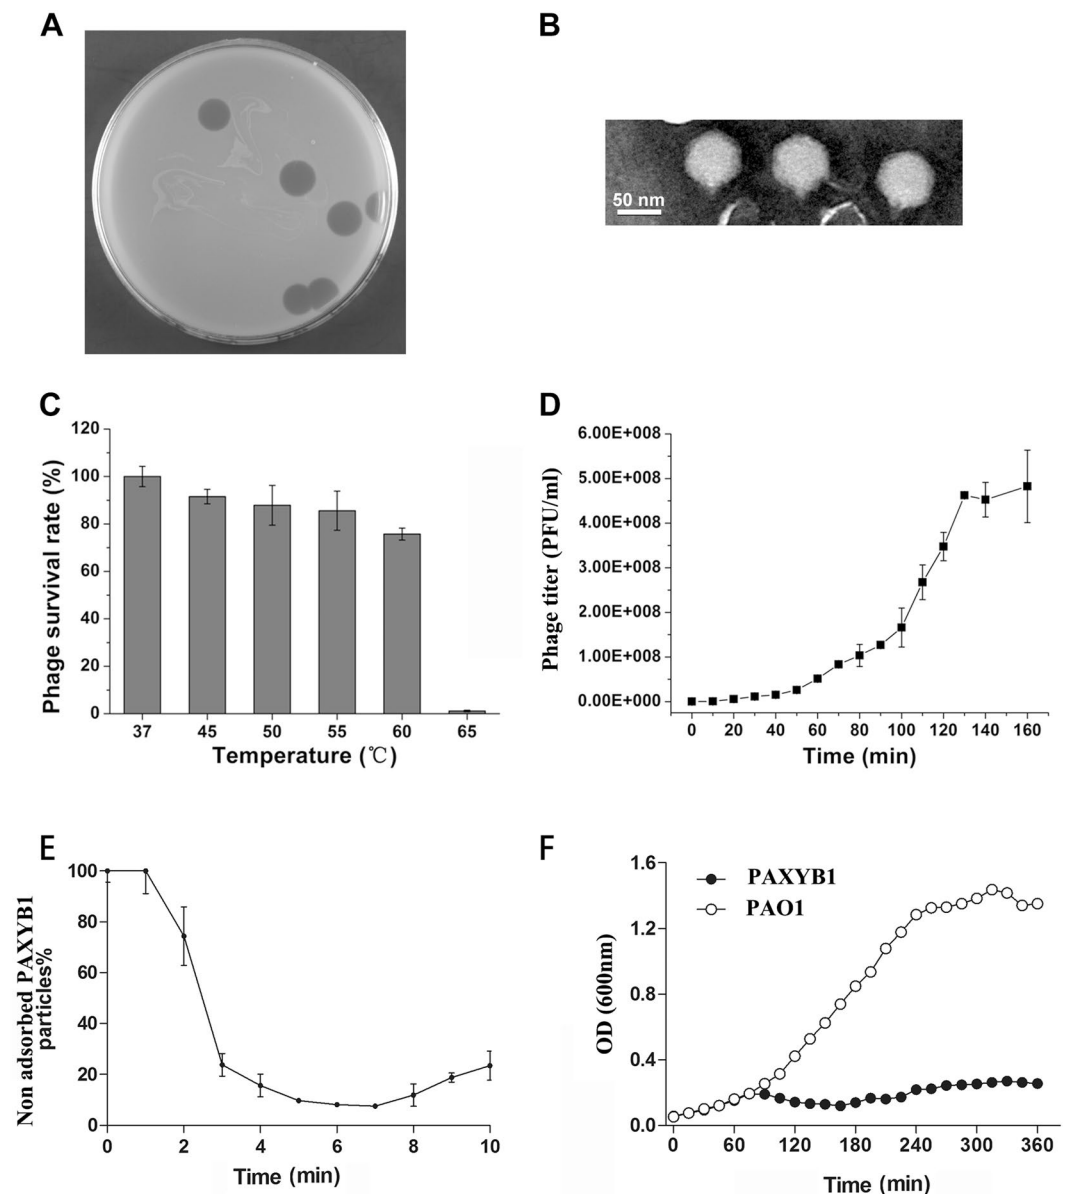 A
B
50 nm
C
120
100
80
60
40
20
0
Phage survival rate (%)
37 45 50 55 60 65
Temperature (℃)
D
6.00E+008
5.00E+008
4.00E+008
3.00E+008
2.00E+008
1.00E+008
0.00E+000
Phage titer (PFU/ml)
0 20 40 60 80 100 120 140 160
Time (min)
E
100
80
60
40
20
0
Non adsorbed PAXYB1
particles%
0 2 4 6 8 10
Time (min)
F
1.6
1.2
0.8
0.4
0.0
OD (600nm)
PAXYB1
PAO1
0 60 120 180 240 300 360
Time (min)